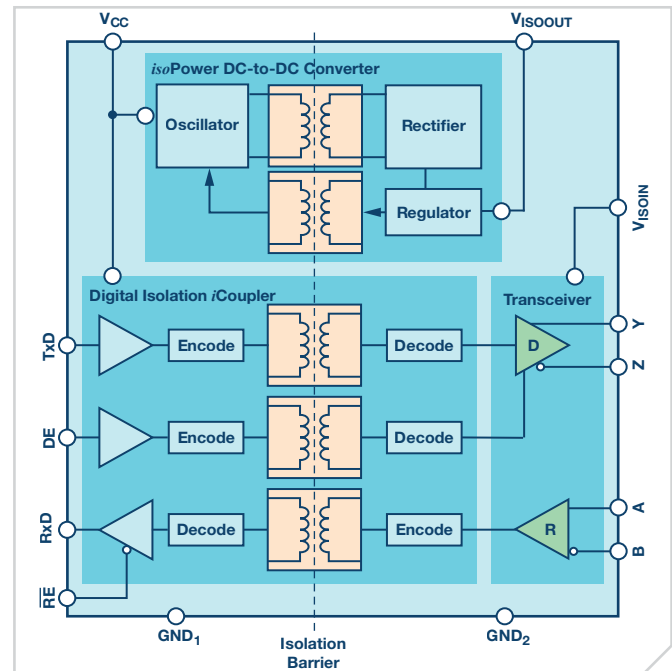 VCC
VISOOUT
isoPower DC-to-DC Converter
Oscillator
Rectifier
Regulator
VISOIN
Digital Isolation iCoupler
Transceiver
TxD
Encode
Decode
D
Y
Z
DE
Encode
Decode
RxD
Decode
Encode
R
A
B
RE
GND1
Isolation
Barrier
GND2